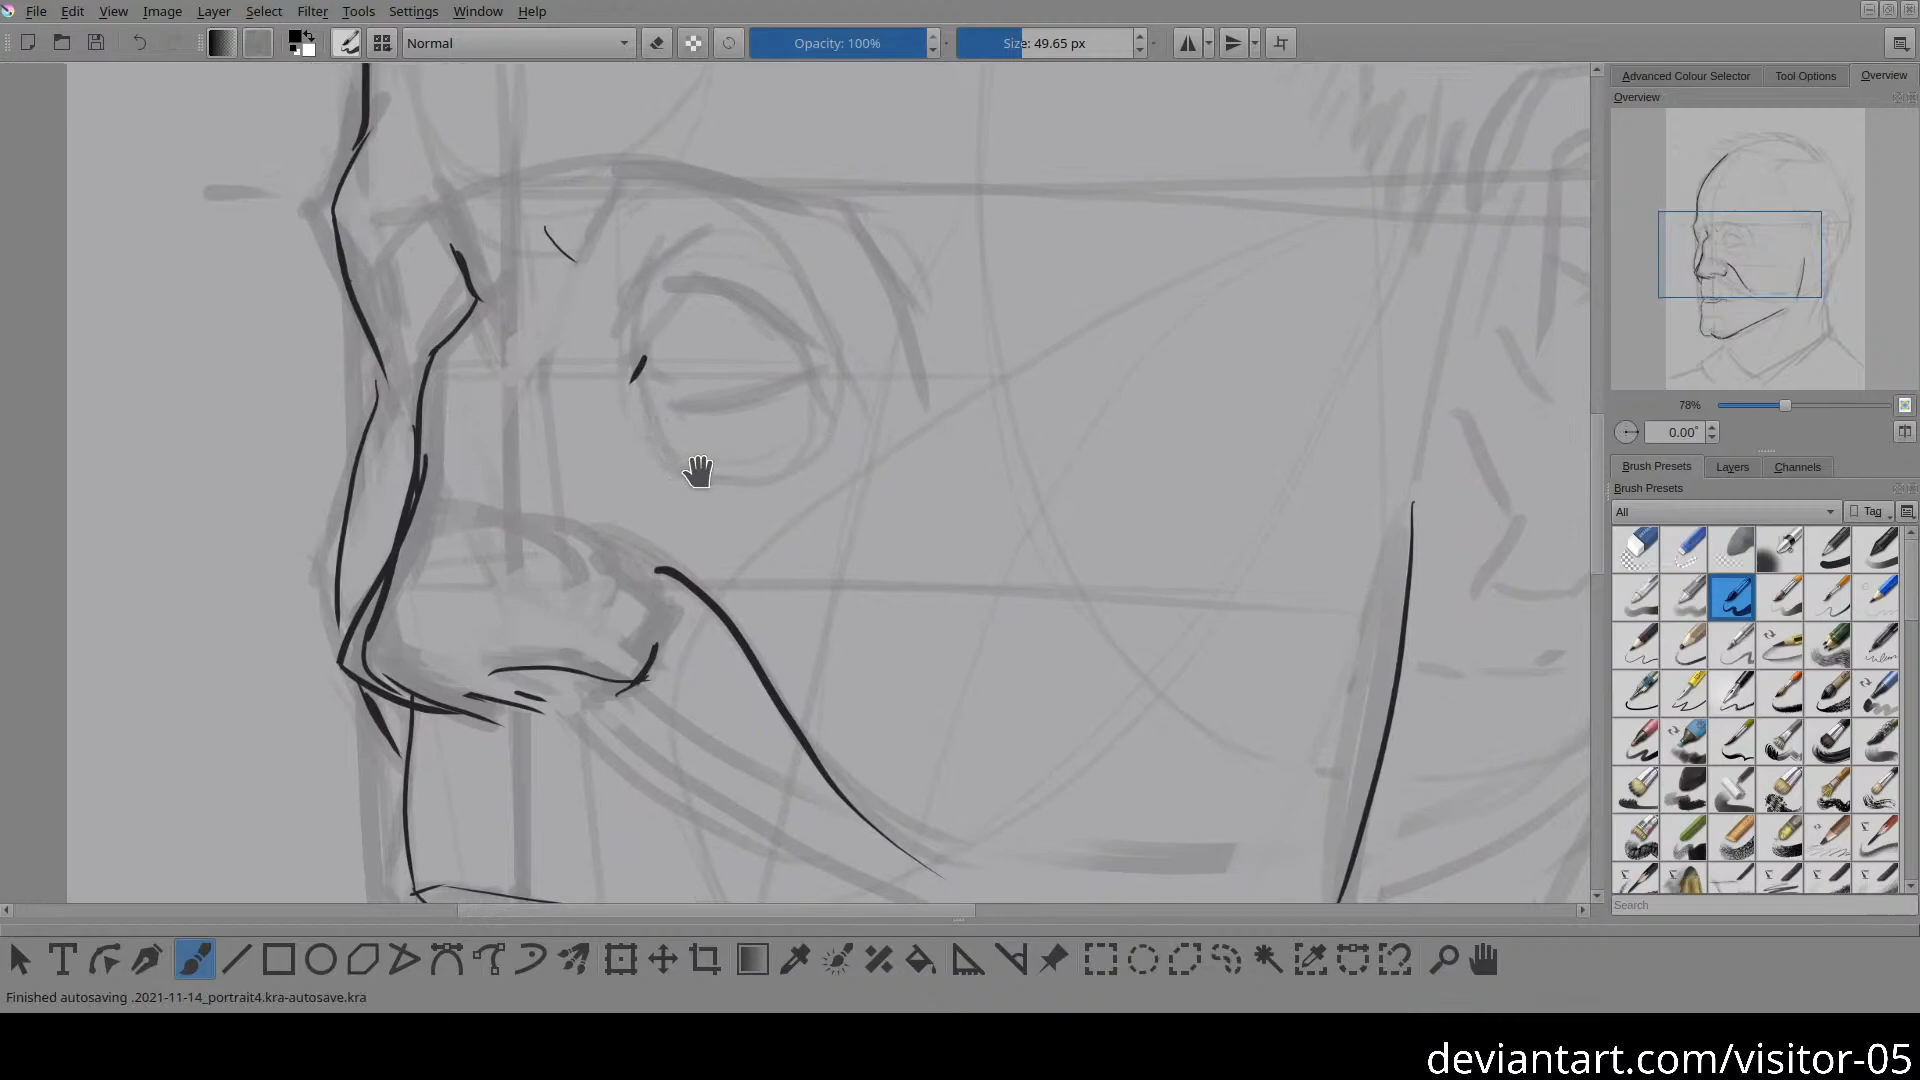 File Edit View Image Layer Select Filter Tools Settings Window Help
Normal Opacity: 100% Size: 49.65 px
Advanced Colour Selector Tool Options Overview
Overview
78%
0.00°
Brush Presets Layers Channels
Brush Presets
All Tag
Search
Finished autosaving .2021-11-14_portrait4.kra-autosave.kra
deviantart.com/visitor-05